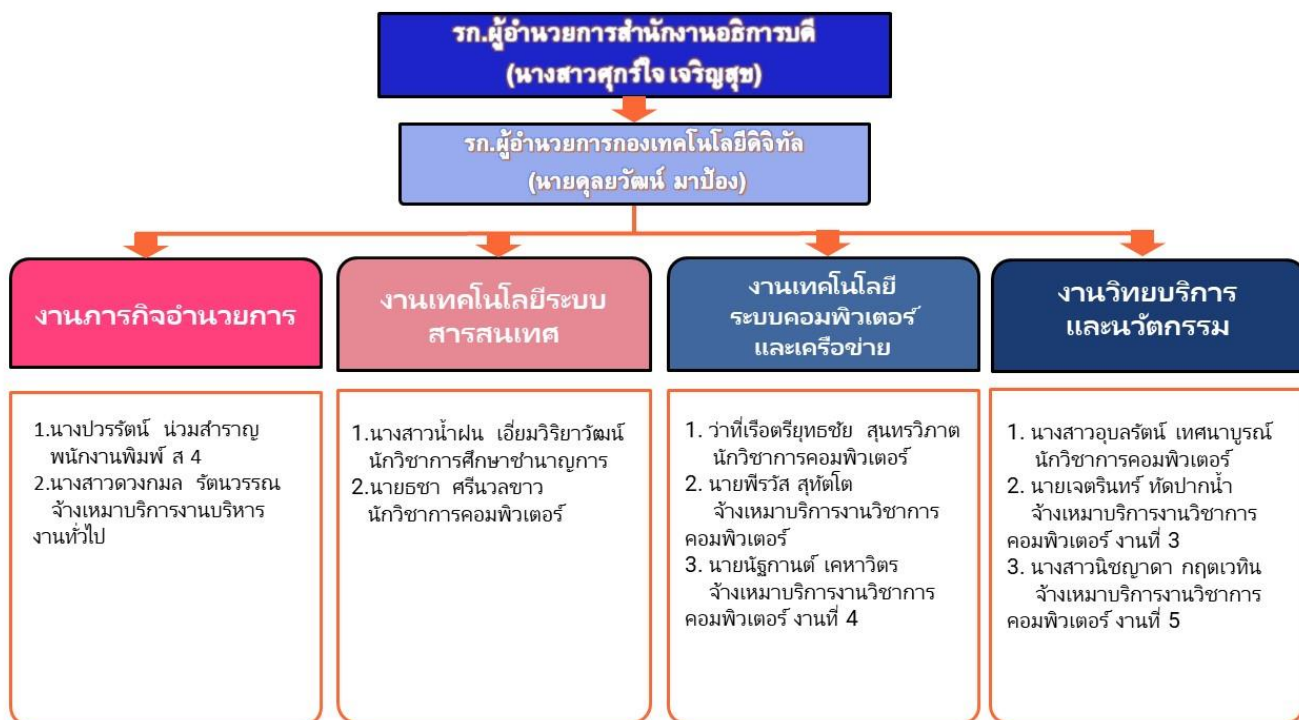 รก.ผู้อำนวยการสำนักงานอธิการบดี
(นางสาวศุกร์ใจ เจริญสุข)
รก.ผู้อำนวยการกองเทคโนโลยีดิจิทัล
(นายดุลยวัฒน์ มาป้อง)
งานภารกิจอำนวยการ
1.นางปวรรัตน์ น่วมสำราญ
พนักงานพิมพ์ ส 4
2.นางสาวดวงกมล รัตนวรรณ
จ้างเหมาบริการงานบริหาร
งานทั่วไป
งานเทคโนโลยีระบบ
สารสนเทศ
1.นางสาวน้ำฝน เอี่ยมวิริยาวัฒน์
นักวิชาการศึกษาชำนาญการ
2.นายธชา ศรีนวลขาว
นักวิชาการคอมพิวเตอร์
งานเทคโนโลยี
ระบบคอมพิวเตอร์
และเครือข่าย
1. ว่าที่เรือตรียุทธชัย สุนทรวิภาต
นักวิชาการคอมพิวเตอร์
2. นายพีรวัส สุทัตโต
จ้างเหมาบริการงานวิชาการ
คอมพิวเตอร์
3. นายนัฐกานต์ เคหาวิตร
จ้างเหมาบริการงานวิชาการ
คอมพิวเตอร์ งานที่ 4
งานวิทยบริการ
และนวัตกรรม
1. นางสาวอุบลรัตน์ เทศนาบูรณ์
นักวิชาการคอมพิวเตอร์
2. นายเจตรินทร์ ทัดปากน้ำ
จ้างเหมาบริการงานวิชาการ
คอมพิวเตอร์ งานที่ 3
3. นางสาวนิชญาดา กฤตเวทิน
จ้างเหมาบริการงานวิชาการ
คอมพิวเตอร์ งานที่ 5